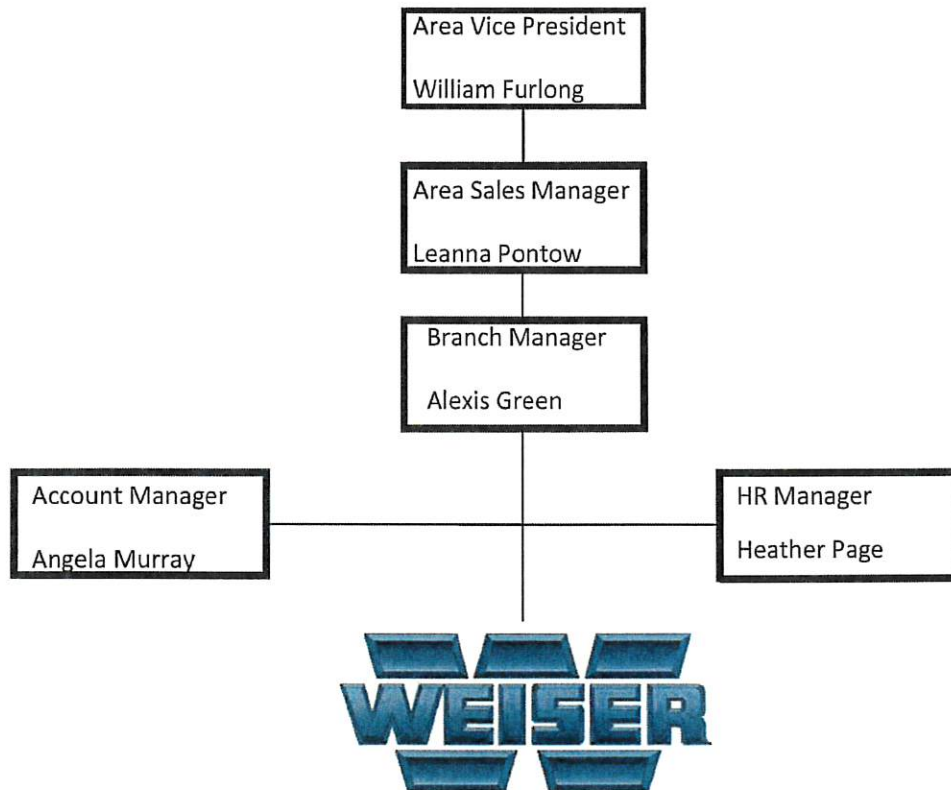 Area Vice President
William Furlong
Area Sales Manager
Leanna Pontow
Branch Manager
Alexis Green
Account Manager
Angela Murray
HR Manager
Heather Page
WEISER